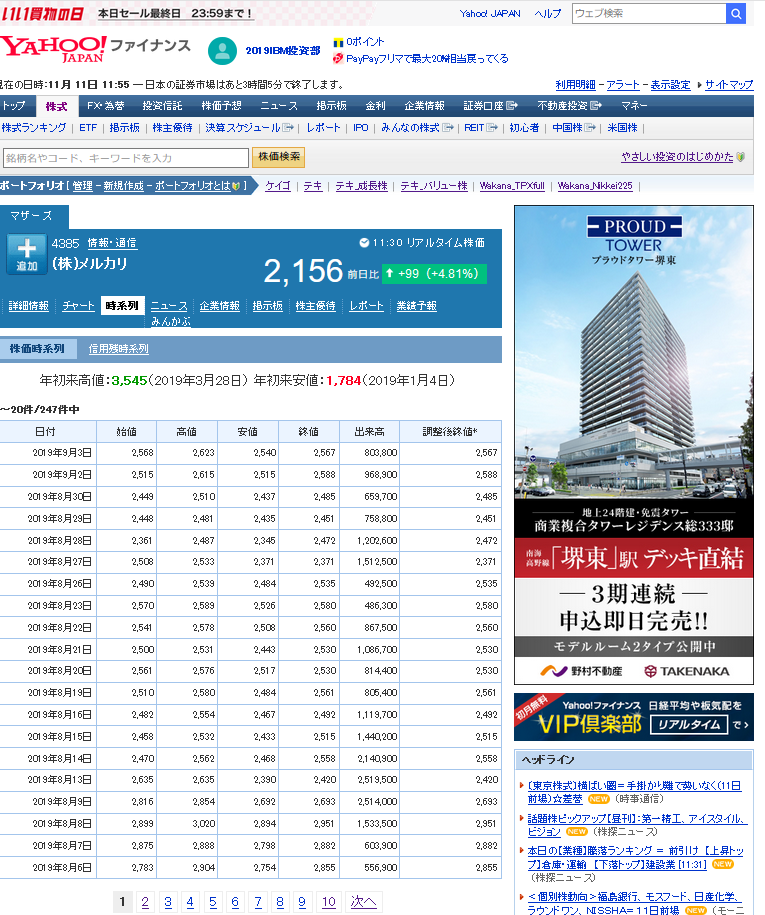 いい買物の日 本日セール最終日 23:59まで!
Yahoo! JAPAN ヘルプ ウェブ検索
YAHOO! JAPAN ファイナンス 2019IBM投資部 0ポイント
PayPayフリマで最大20%相当戻ってくる
現在の日時:11月 11日 11:55 ー日本の証券市場はあと3時間5分で終了します。
利用明細 - アラート - 表示設定 サイトマップ
トップ 株式 FX・為替 投資信託 株価予想 ニュース 掲示板 金利 企業情報 証券口座 不動産投資 マネー
株式ランキング | ETF | 掲示板 | 株主優待 | 決算スケジュール | レポート | IPO | みんなの株式 | REIT | 初心者 | 中国株 | 米国株 |
銘柄名やコード、キーワードを入力 株価検索 やさしい投資のはじめかた
ポートフォリオ [ 管理 - 新規作成 - ポートフォリオとは ] ケイゴ | テキ | テキ_成長株 | テキ_バリュー株 | Wakana_TPXfull | Wakana_Nikkei225 |
マザーズ
追加
4385 情報・通信
11:30 リアルタイム株価
(株)メルカリ
2,156 前日比 +99(+4.81%)
詳細情報 チャート 時系列 ニュース 企業情報 掲示板 株主優待 レポート 業績予報
みんかぶ
株価時系列 信用残時系列
年初来高値:3,545(2019年3月28日) 年初来安値:1,784(2019年1月4日)
〜20件/247件中
日付 始値 高値 安値 終値 出来高 調整後終値*
2019年9月3日 2,568 2,623 2,540 2,567 803,800 2,567
2019年9月2日 2,515 2,615 2,515 2,588 968,900 2,588
2019年8月30日 2,449 2,510 2,437 2,485 659,700 2,485
2019年8月29日 2,448 2,481 2,435 2,451 758,800 2,451
2019年8月28日 2,361 2,487 2,345 2,472 1,202,600 2,472
2019年8月27日 2,508 2,533 2,371 2,371 1,512,500 2,371
2019年8月26日 2,490 2,539 2,484 2,535 492,500 2,535
2019年8月23日 2,570 2,589 2,526 2,580 486,300 2,580
2019年8月22日 2,541 2,578 2,508 2,560 867,500 2,560
2019年8月21日 2,500 2,531 2,443 2,530 1,086,700 2,530
2019年8月20日 2,561 2,576 2,517 2,530 814,400 2,530
2019年8月19日 2,510 2,580 2,484 2,561 805,400 2,561
2019年8月16日 2,482 2,554 2,467 2,492 1,119,700 2,492
2019年8月15日 2,458 2,532 2,433 2,515 1,440,200 2,515
2019年8月14日 2,470 2,562 2,468 2,558 2,140,900 2,558
2019年8月13日 2,635 2,635 2,390 2,420 2,519,500 2,420
2019年8月9日 2,816 2,854 2,692 2,693 2,514,000 2,693
2019年8月8日 2,899 3,020 2,894 2,951 1,533,500 2,951
2019年8月7日 2,875 2,888 2,798 2,882 603,900 2,882
2019年8月6日 2,783 2,904 2,754 2,855 556,900 2,855
1 2 3 4 5 6 7 8 9 10 次へ
PROUD
TOWER
プラウドタワー堺東
地上24階建・免震タワー
商業複合タワーレジデンス総333邸
南海高野線「堺東」駅 デッキ直結
3期連続
申込即日完売!!
モデルルーム2タイプ公開中
野村不動産 TAKENAKA
初月無料
Yahoo!ファイナンス
VIP倶楽部
日経平均や板気配を
リアルタイムで
ヘッドライン
〔東京株式〕横ばい圏=手掛かり難で勢いなく(11日
前場)☆差替 NEW (時事通信)
話題株ピックアップ【昼刊】:第一精工、アイスタイル、
ビジョン NEW (株探ニュース)
本日の【業種】騰落ランキング = 前引け 【上昇トッ
プ】倉庫・運輸 【下落トップ】建設業 [11:31] NEW
(株探ニュース)
<個別株動向>福島銀行、モスフード、日産化学、
ラウンドワン、NISSHA=11日前場 NEW (モーニ